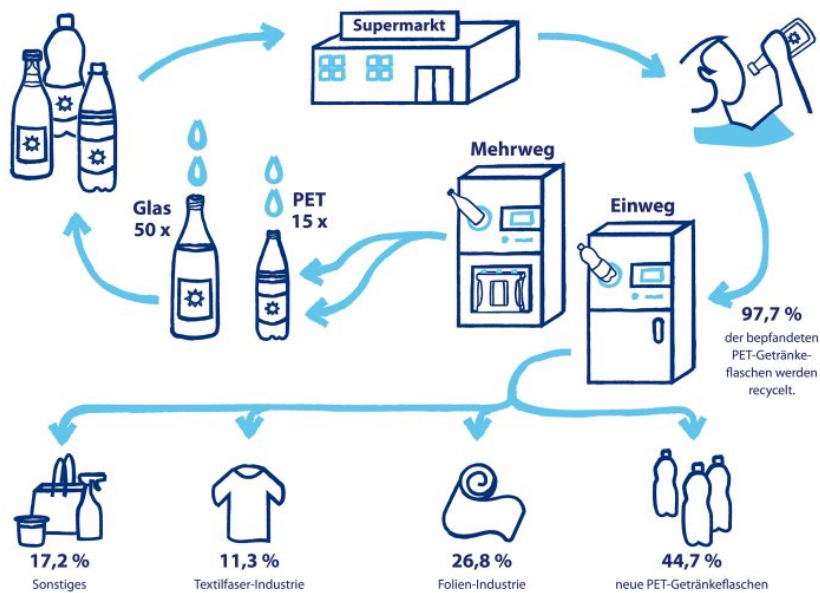 Supermarkt
Mehrweg
Glas
50 x
PET
15 x
Einweg
97,7 %
der bepfandeten
PET-Getränke-
flaschen werden
recycelt.
17,2 %
Sonstiges
11,3 %
Textilfaser-Industrie
26,8 %
Folien-Industrie
44,7 %
neue PET-Getränkeflaschen